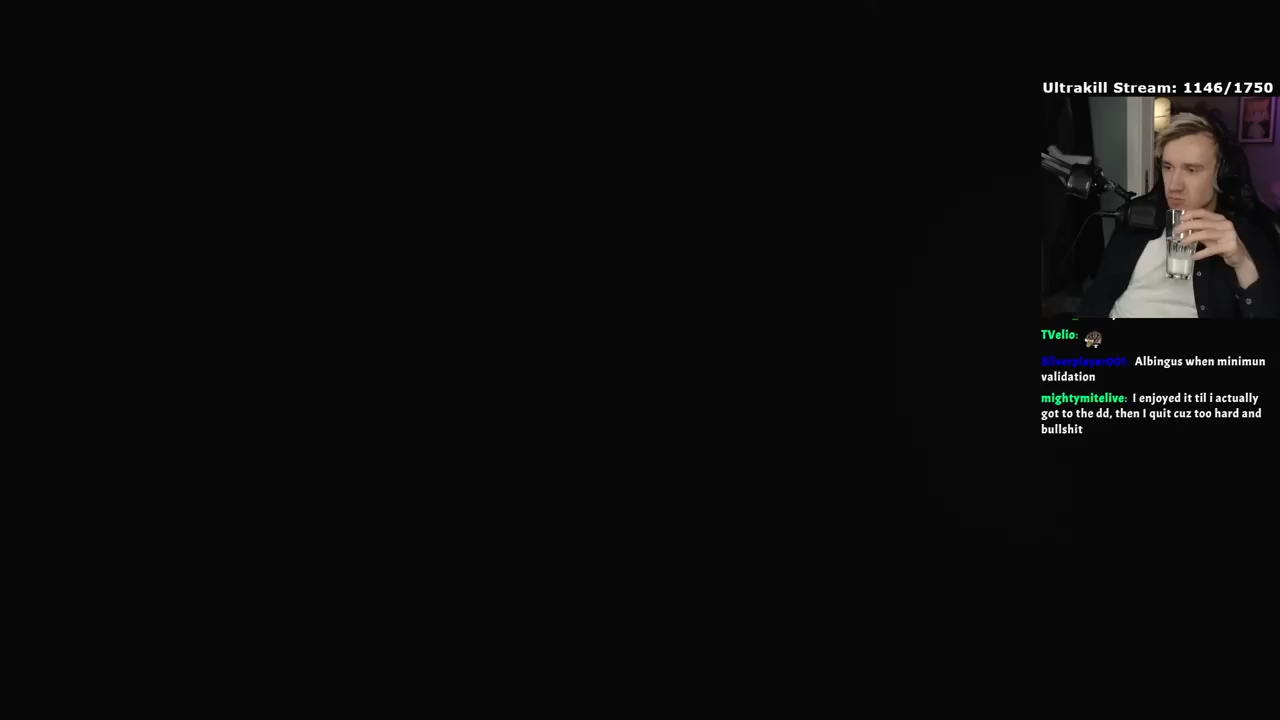 Ultrakill Stream: 1146/1750
TVelio:
Silverplayer001: Albingus when minimun
validation
mightymitelive: I enjoyed it til i actually
got to the dd, then I quit cuz too hard and
bullshit